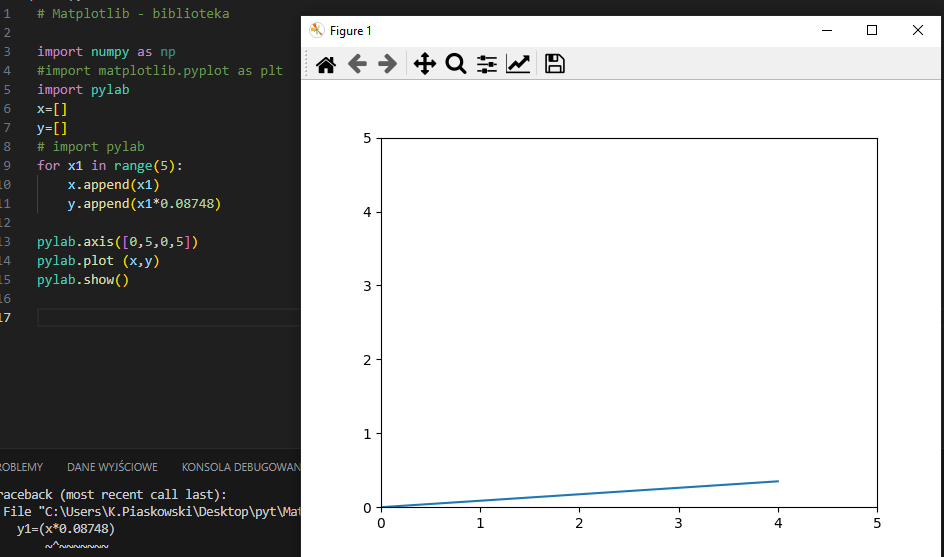 1 # Matplotlib - biblioteka
2
3 import numpy as np
4 #import matplotlib.pyplot as plt
5 import pylab
6 x=[]
7 y=[]
8 # import pylab
9 for x1 in range(5):
10 x.append(x1)
11 y.append(x1*0.08748)
12
13 pylab.axis([0,5,0,5])
14 pylab.plot (x,y)
15 pylab.show()
16
17
ROBLEMY DANE WYJŚCIOWE KONSOLA DEBUGOWAN
raceback (most recent call last):
File "C:\Users\K.Piaskowski\Desktop\pyt\Mat
y1=(x*0.08748)
~^~~~~~~~
Figure 1
5
4
3
2
1
0
0 1 2 3 4 5